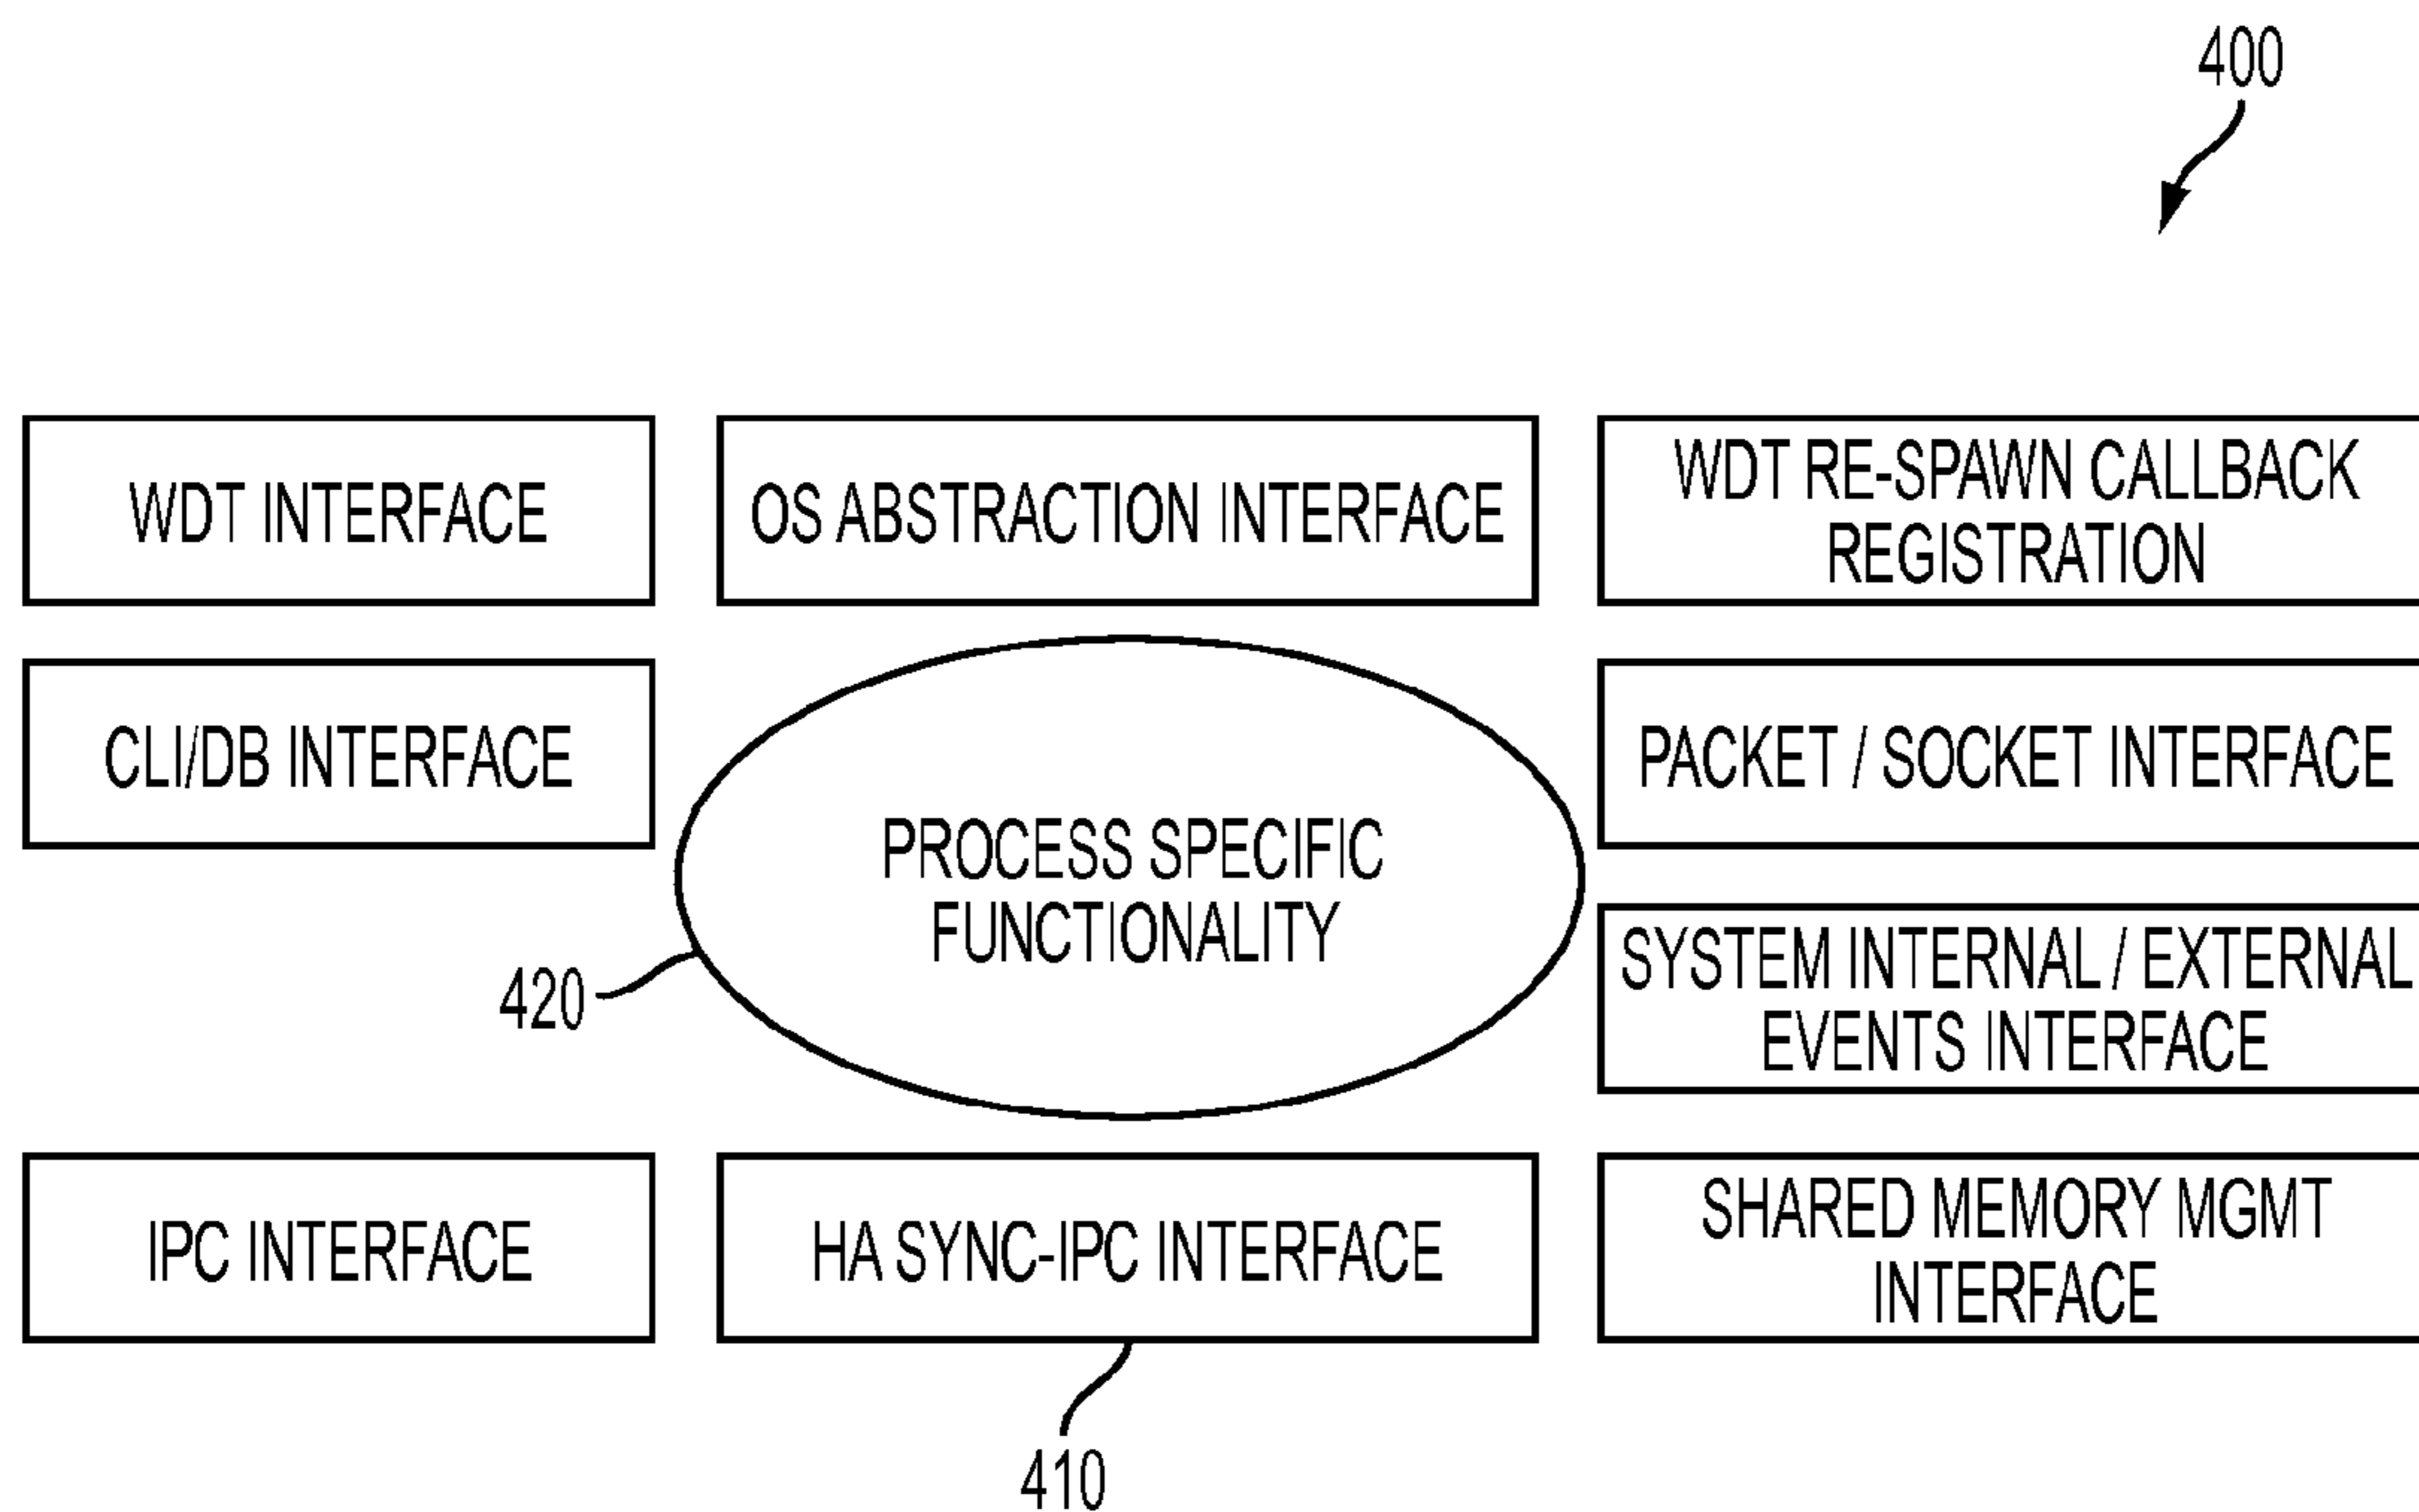 400
WDT INTERFACE
OS ABSTRACTION INTERFACE
WDT RE-SPAWN CALLBACK
REGISTRATION
CLI/DB INTERFACE
PACKET / SOCKET INTERFACE
PROCESS SPECIFIC
FUNCTIONALITY
420
SYSTEM INTERNAL / EXTERNAL
EVENTS INTERFACE
IPC INTERFACE
HA SYNC-IPC INTERFACE
SHARED MEMORY MGMT
INTERFACE
410